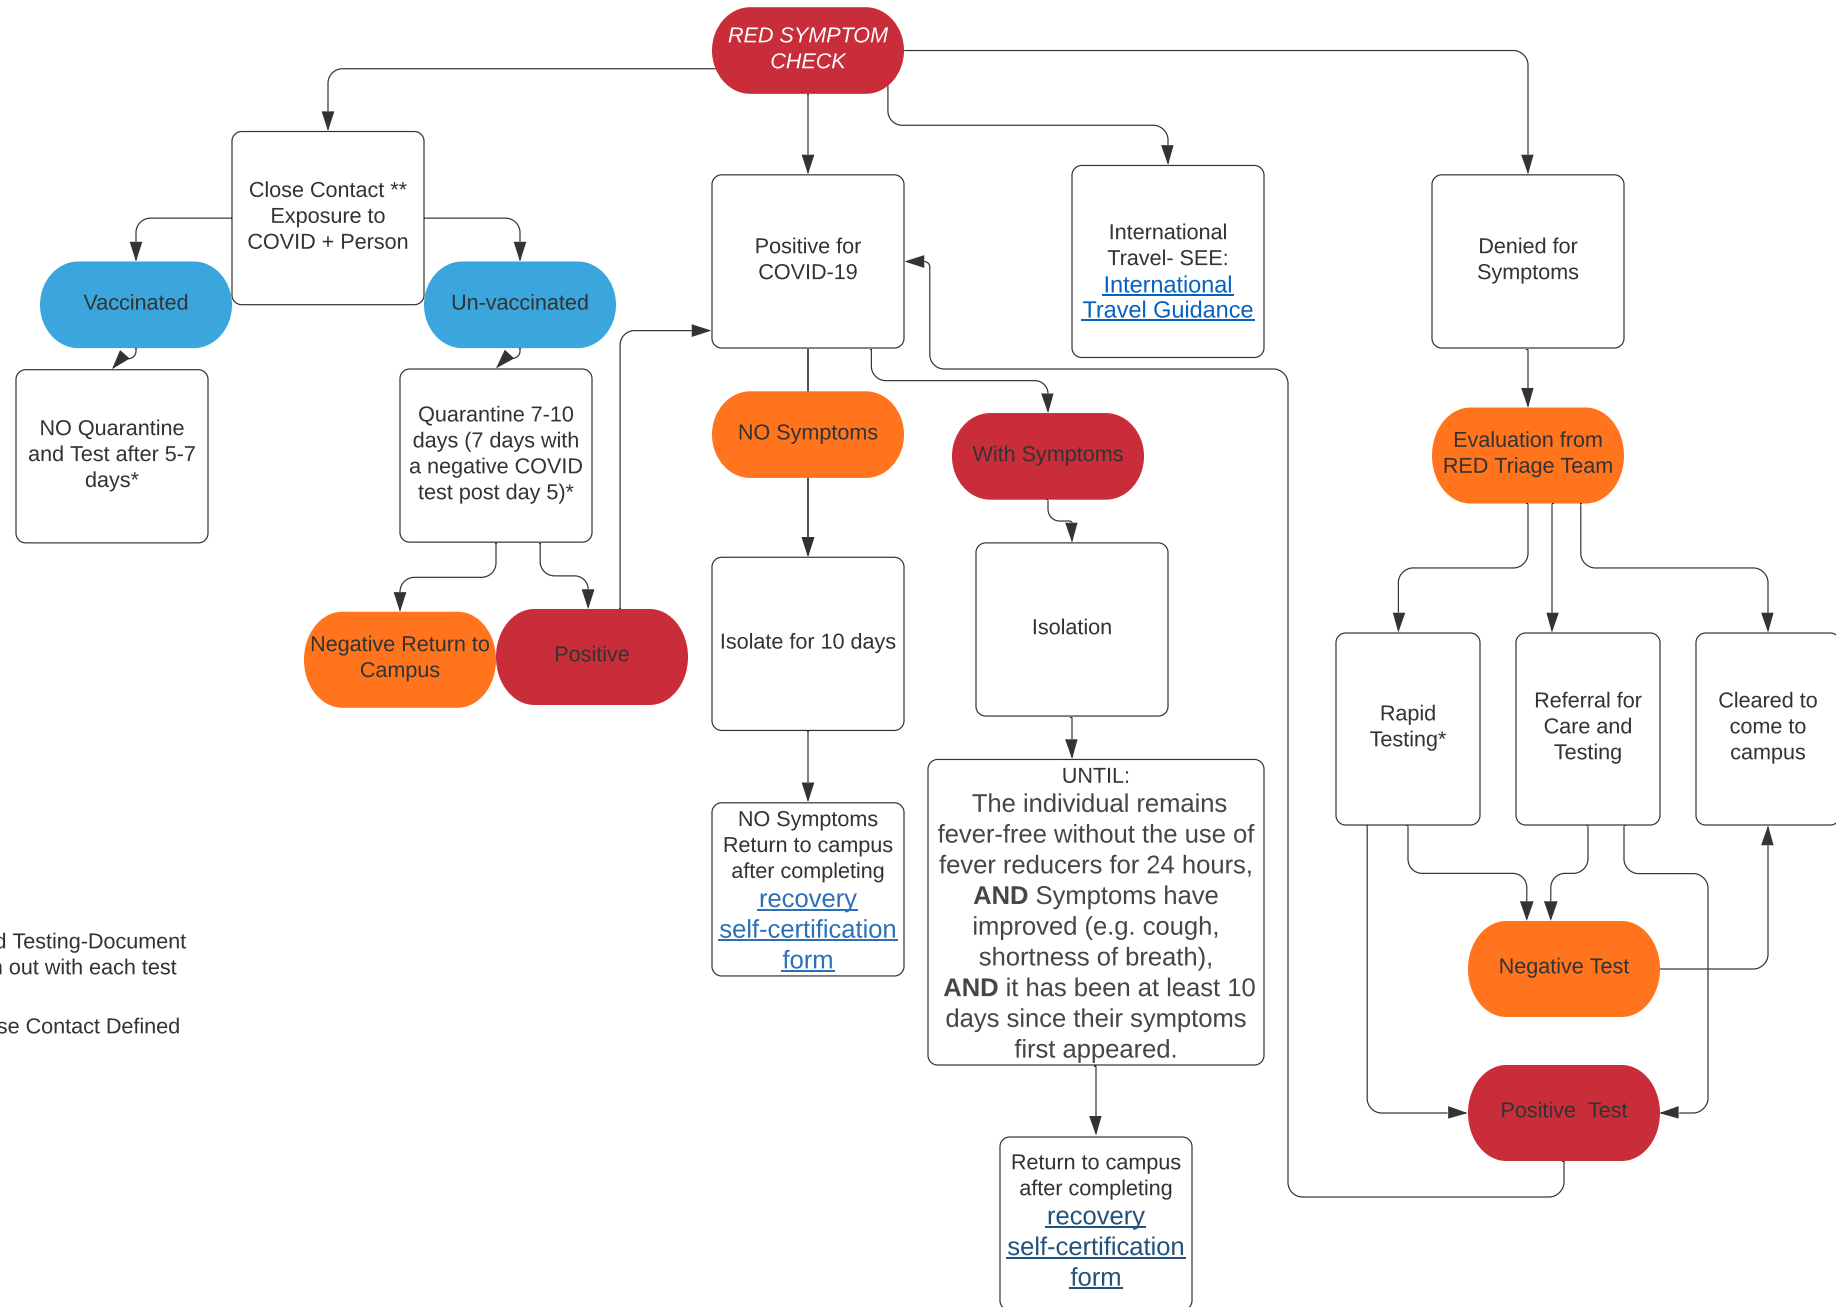 RED SYMPTOM
CHECK
Close Contact **
Exposure to
COVID + Person
Vaccinated
Un-vaccinated
NO Quarantine
and Test after 5-7
days*
Quarantine 7-10
days (7 days with
a negative COVID
test post day 5)*
Negative Return to
Campus
Positive
Positive for
COVID-19
NO Symptoms
With Symptoms
Isolate for 10 days
Isolation
NO Symptoms
Return to campus
after completing
recovery
self-certification
form
UNTIL:
The individual remains
fever-free without the use of
fever reducers for 24 hours,
AND Symptoms have
improved (e.g. cough,
shortness of breath),
AND it has been at least 10
days since their symptoms
first appeared.
Return to campus
after completing
recovery
self-certification
form
International
Travel- SEE:
International
Travel Guidance
Denied for
Symptoms
Evaluation from
RED Triage Team
Rapid
Testing*
Referral for
Care and
Testing
Cleared to
come to
campus
Negative Test
Positive Test
Testing-Document
out with each test
Contact Defined